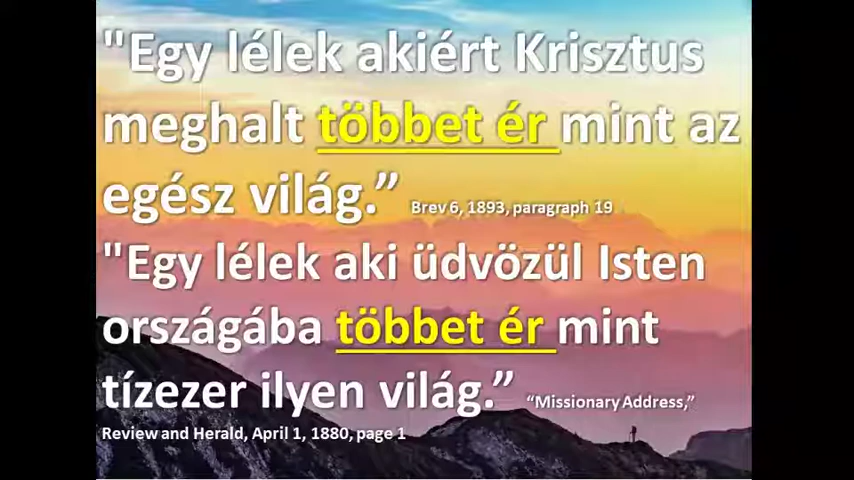 "Egy lélek akiért Krisztus
meghalt többet ér mint az
egész világ.” Brev 6, 1893, paragraph 19
"Egy lélek aki üdvözül Isten
országába többet ér mint
tízezer ilyen világ.” “Missionary Address,”
Review and Herald, April 1, 1880, page 1